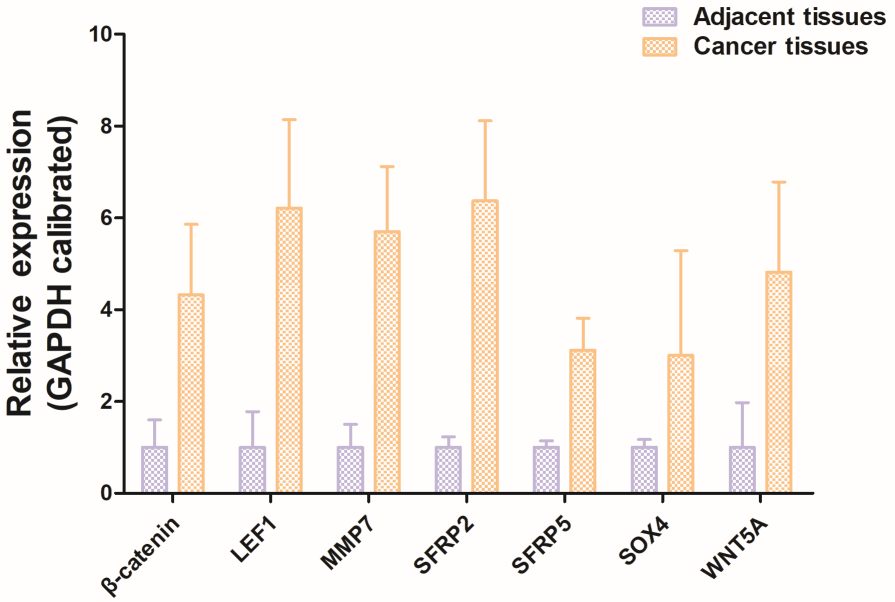 Adjacent tissues
Cancer tissues
Relative expression
(GAPDH calibrated)
10
8
6
4
2
0
β-catenin
LEF1
MMP7
SFRP2
SFRP5
SOX4
WNT5A